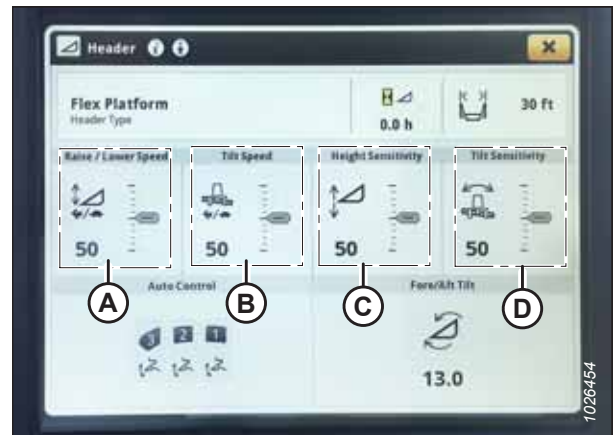 Header
Flex Platform
Header Type
0.0 h
30 ft
Raise / Lower Speed
Tilt Speed
Height Sensitivity
Tilt Sensitivity
50
50
50
50
A
B
C
D
Auto Control
Fore/Aft Tilt
3 2 1
13.0
1026454